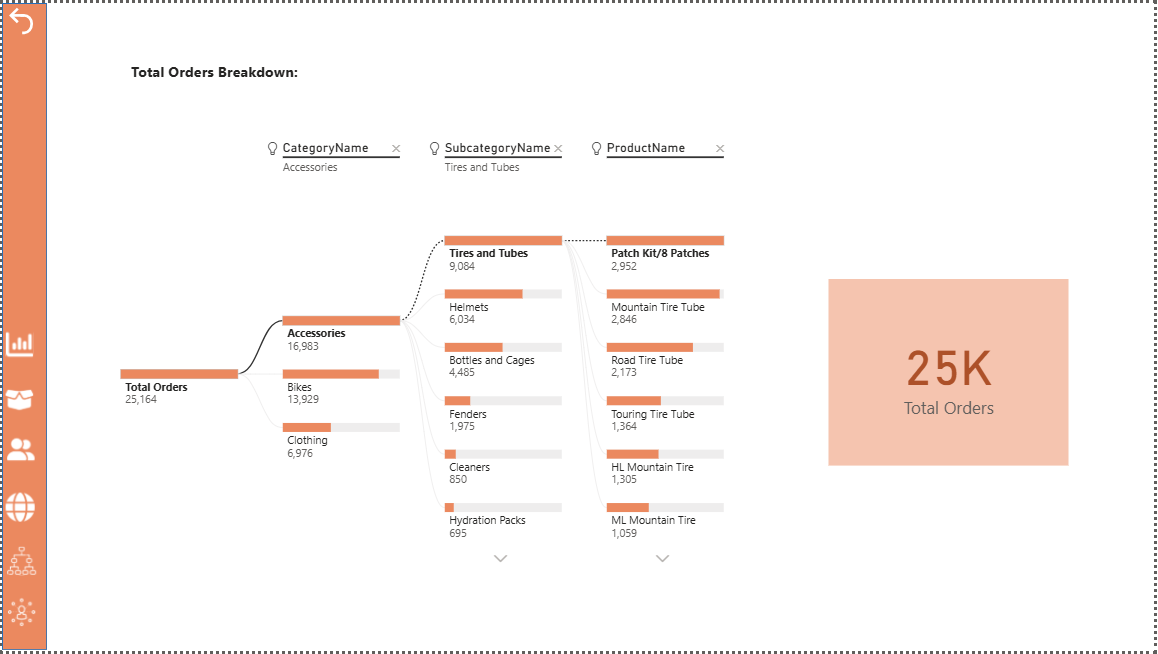 Total Orders Breakdown:
CategoryName
Accessories
SubcategoryName
Tires and Tubes
ProductName
Total Orders
25,164
Accessories
16,983
Bikes
13,929
Clothing
6,976
Tires and Tubes
9,084
Helmets
6,034
Bottles and Cages
4,485
Fenders
1,975
Cleaners
850
Hydration Packs
695
Patch Kit/8 Patches
2,952
Mountain Tire Tube
2,846
Road Tire Tube
2,173
Touring Tire Tube
1,364
HL Mountain Tire
1,305
ML Mountain Tire
1,059
25K
Total Orders